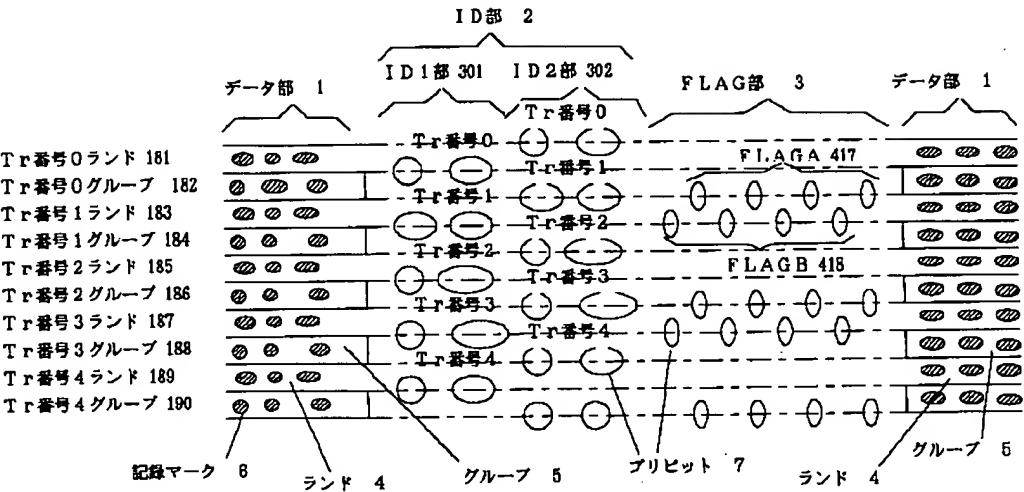 ID部 2
ID1部 301 ID2部 302
データ部 1
FLAG部 3
データ部 1
Tr番号0
Tr番号0
Tr番号0ランド 181
Tr番号1
FLAGA 417
Tr番号0グループ 182
Tr番号1
Tr番号1ランド 183
Tr番号2
Tr番号1グループ 184
Tr番号2
Tr番号2ランド 185
Tr番号3
FLAGB 418
Tr番号2グループ 186
Tr番号3
Tr番号3ランド 187
Tr番号4
Tr番号3グループ 188
Tr番号4
Tr番号4ランド 189
Tr番号4グループ 190
記録マーク 6
ランド 4
グルーブ 5
プリピット 7
ランド 4
グルーブ 5